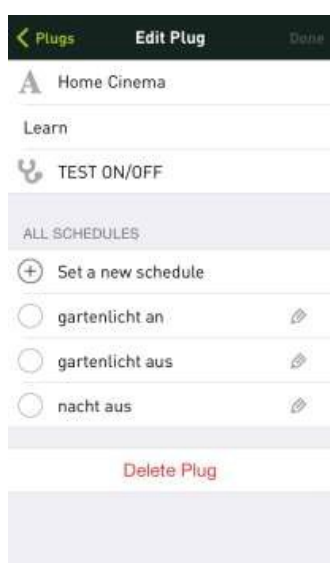 Plugs Edit Plug Done
A Home Cinema
Learn
TEST ON/OFF
ALL SCHEDULES
Set a new schedule
gartenlicht an
gartenlicht aus
nacht aus
Delete Plug